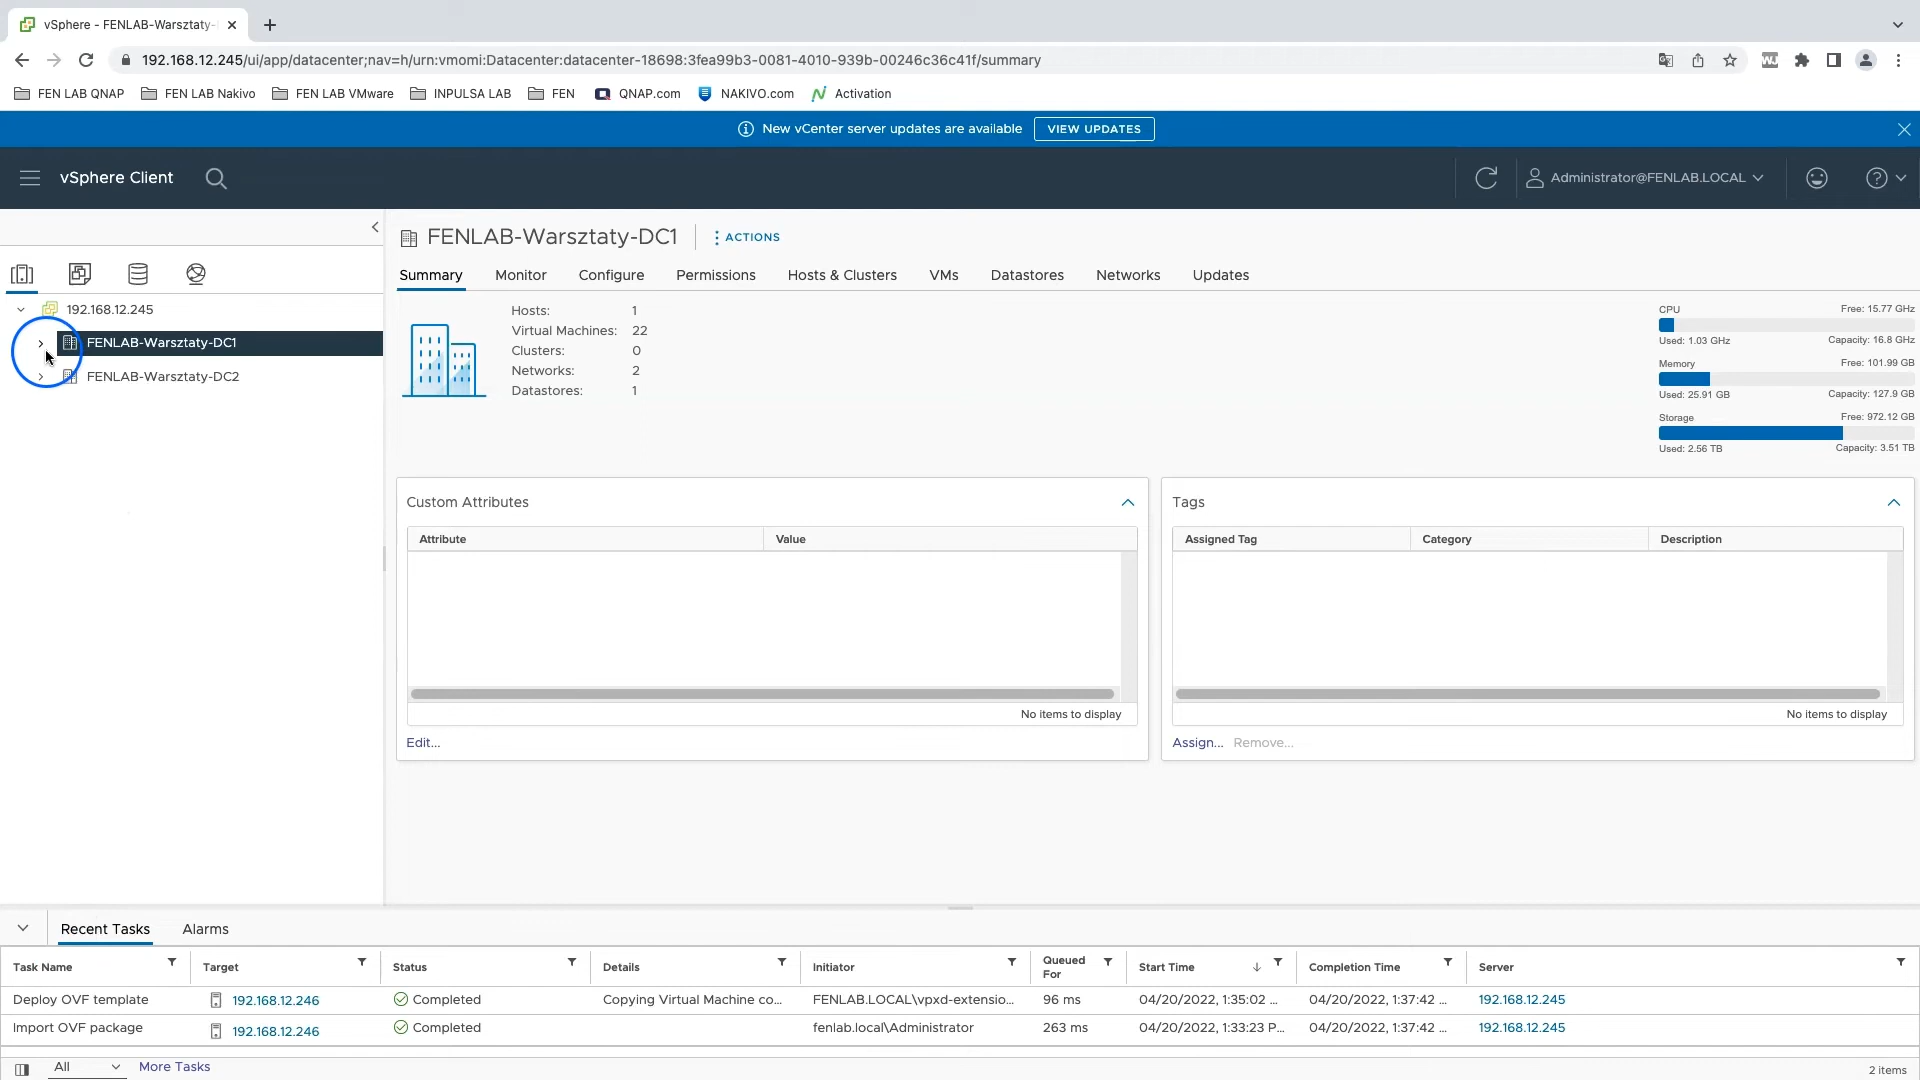 vSphere - FENLAB-Warsztaty-
192.168.12.245/ui/app/datacenter;nav=h/urn:vmomi:Datacenter:datacenter-18698:3fea99b3-0081-4010-939b-00246c36c41f/summary
FEN LAB QNAP FEN LAB Nakivo FEN LAB VMware INPULSA LAB FEN QNAP.com NAKIVO.com Activation
New vCenter server updates are available VIEW UPDATES
vSphere Client Administrator@FENLAB.LOCAL
FENLAB-Warsztaty-DC1 ACTIONS
Summary Monitor Configure Permissions Hosts & Clusters VMs Datastores Networks Updates
192.168.12.245
FENLAB-Warsztaty-DC1
FENLAB-Warsztaty-DC2
Hosts: 1
Virtual Machines: 22
Clusters: 0
Networks: 2
Datastores: 1
CPU Free: 15.77 GHz
Used: 1.03 GHz Capacity: 16.8 GHz
Memory Free: 101.99 GB
Used: 25.91 GB Capacity: 127.9 GB
Storage Free: 972.12 GB
Used: 2.56 TB Capacity: 3.51 TB
Custom Attributes
Attribute Value
No items to display
Edit...
Tags
Assigned Tag Category Description
No items to display
Assign... Remove...
Recent Tasks Alarms
Task Name Target Status Details Initiator Queued For Start Time Completion Time Server
Deploy OVF template 192.168.12.246 Completed Copying Virtual Machine co... FENLAB.LOCAL\vpxd-extensio... 96 ms 04/20/2022, 1:35:02 ... 04/20/2022, 1:37:42 ... 192.168.12.245
Import OVF package 192.168.12.246 Completed fenlab.local\Administrator 263 ms 04/20/2022, 1:33:23 P... 04/20/2022, 1:37:42 ... 192.168.12.245
All More Tasks 2 items